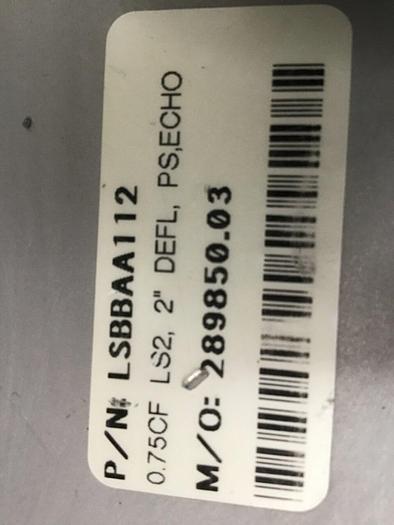 P/N: LSBBAA112
0.75CF LS2, 2" DEFL, PS,ECHO
M/O: 289850.03